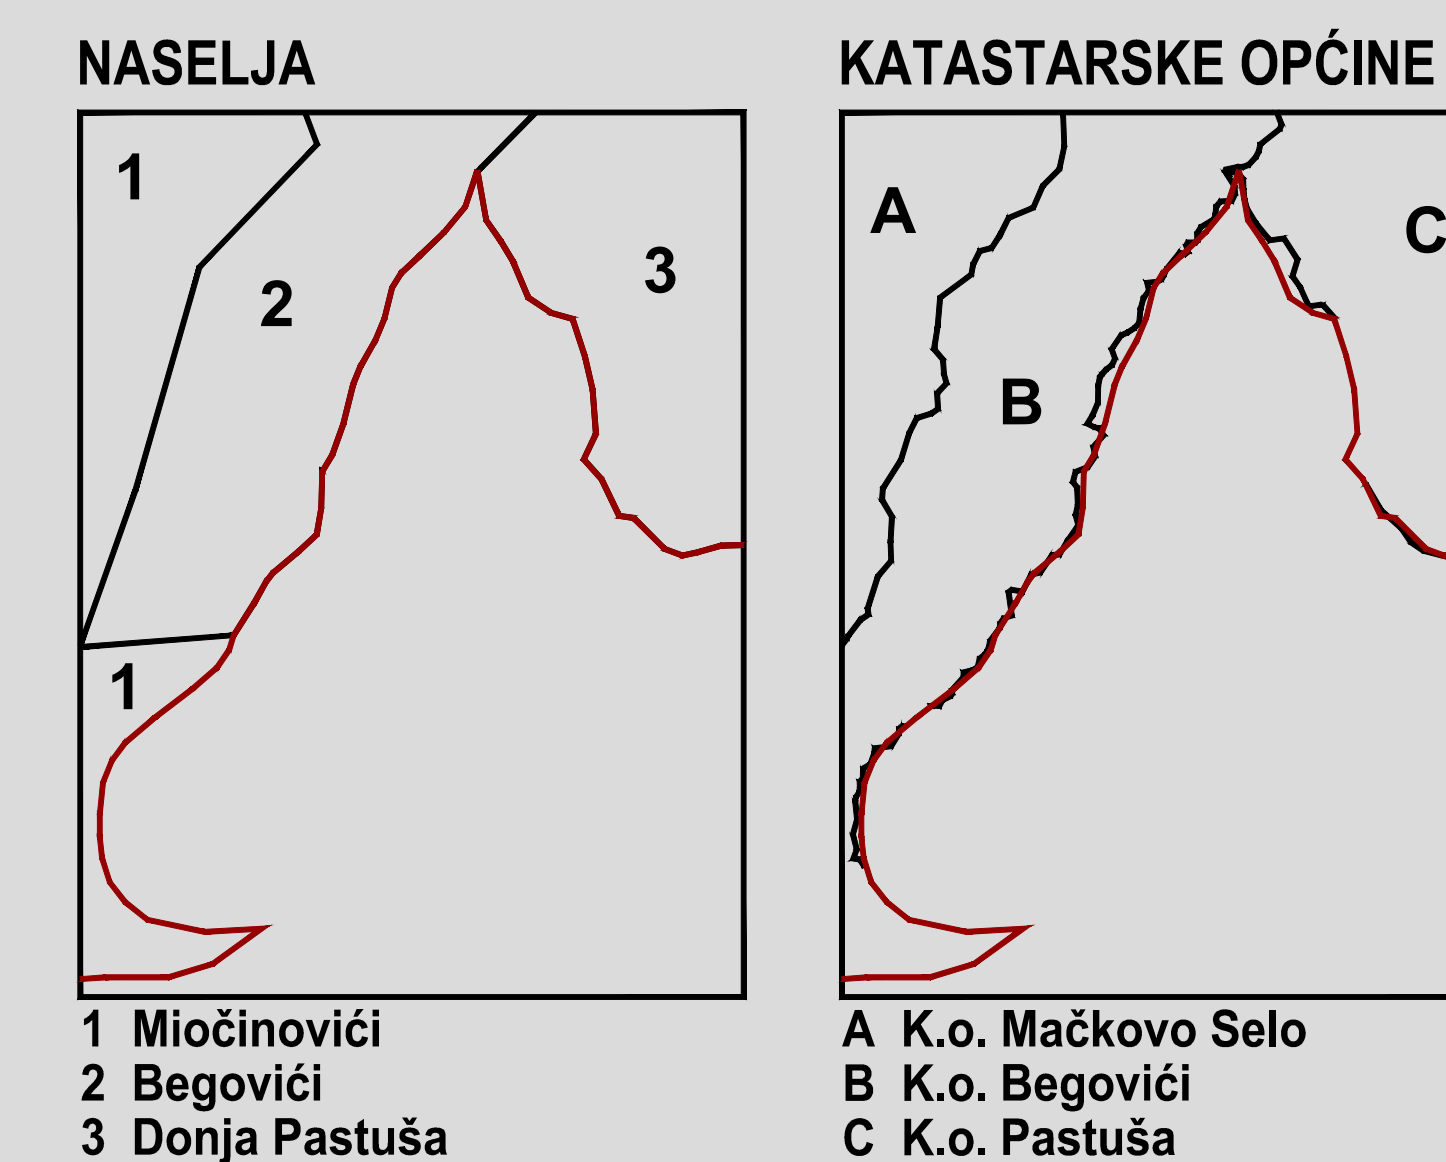 NASELJA
1
2
3
1
1 Miočinovići
2 Begovići
3 Donja Pastuša
KATASTARSKE OPĆINE
A
B
C
A K.o. Mačkovo Selo
B K.o. Begovići
C K.o. Pastuša